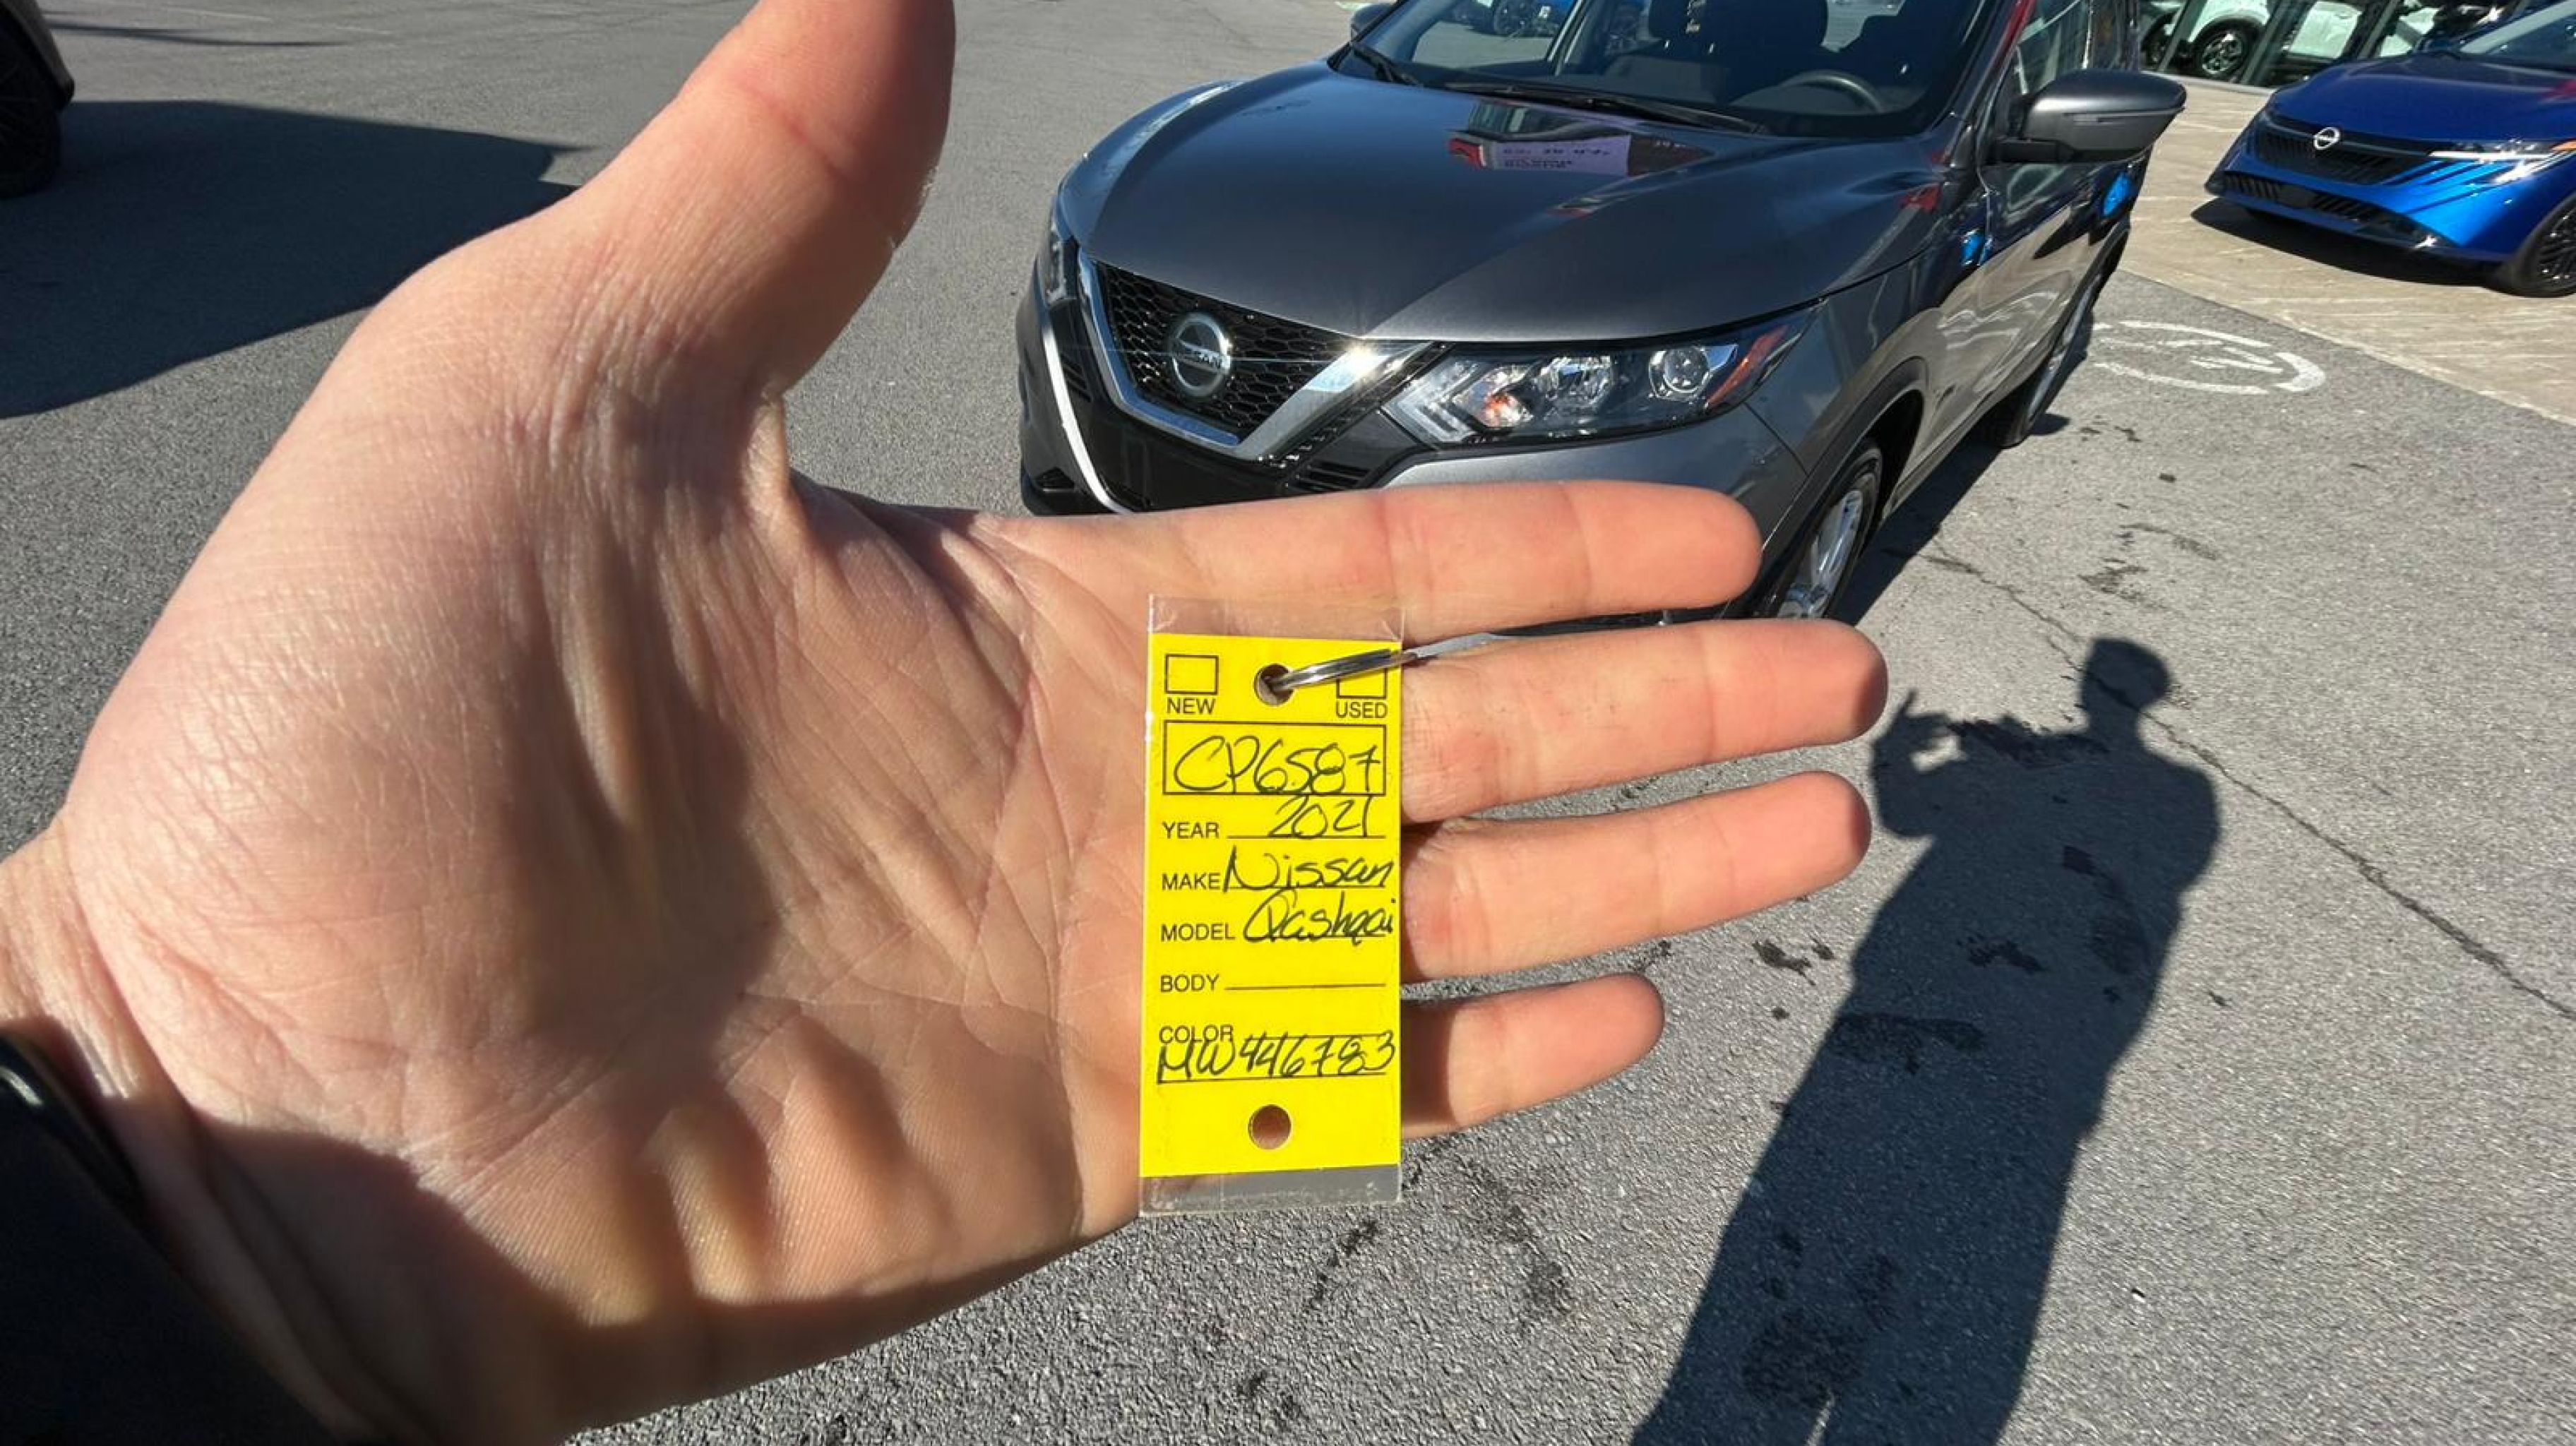 NISSAN
NEW USED
CP6587
YEAR 2021
MAKE Nissan
MODEL Qashqai
BODY
COLOR
MW446783